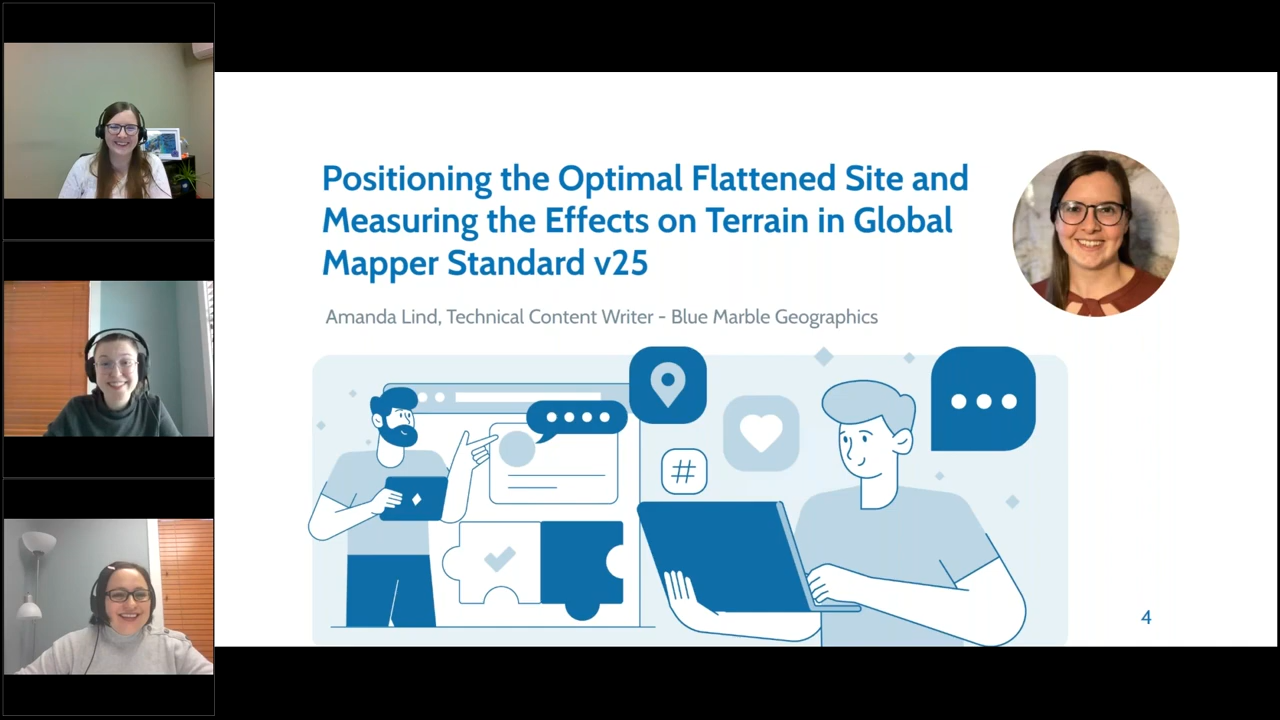 Positioning the Optimal Flattened Site and
Measuring the Effects on Terrain in Global
Mapper Standard v25
Amanda Lind, Technical Content Writer - Blue Marble Geographics
#
4